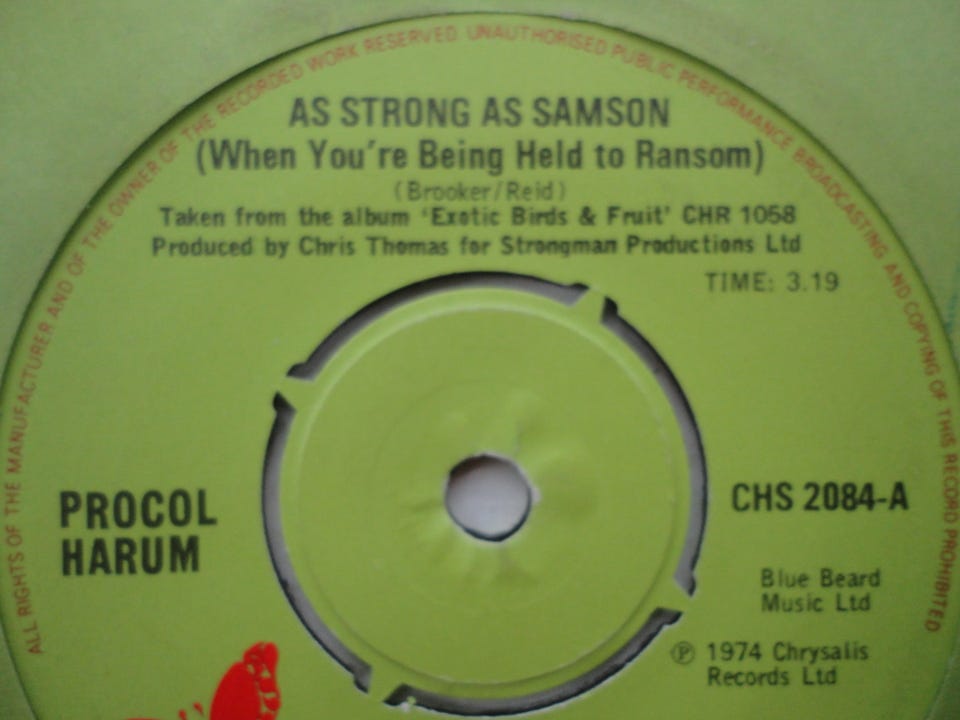 ALL RIGHTS OF THE MANUFACTURER AND OF THE OWNER OF THE RECORDED WORK RESERVED UNAUTHORISED PUBLIC PERFORMANCE BROADCASTING AND COPYING OF THIS RECORD PROHIBITED
AS STRONG AS SAMSON
(When You're Being Held to Ransom)
(Brooker/Reid)
Taken from the album 'Exotic Birds & Fruit' CHR 1058
Produced by Chris Thomas for Strongman Productions Ltd
TIME: 3.19
PROCOL
HARUM
CHS 2084-A
Blue Beard
Music Ltd
℗ 1974 Chrysalis
Records Ltd